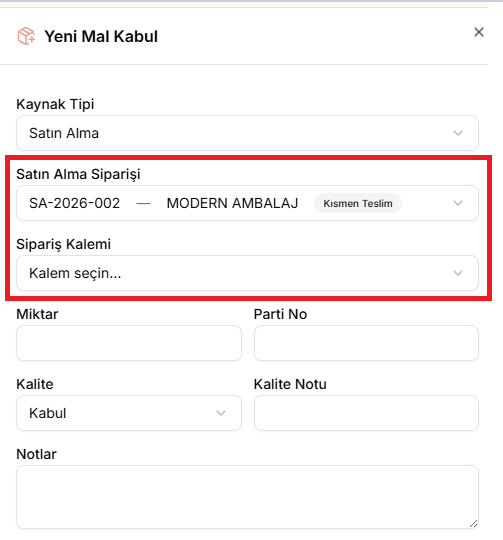 Yeni Mal Kabul
Kaynak Tipi
Satın Alma
Satın Alma Siparişi
SA-2026-002 — MODERN AMBALAJ Kısmen Teslim
Sipariş Kalemi
Kalem seçin...
Miktar Parti No
Kalite Kalite Notu
Kabul
Notlar